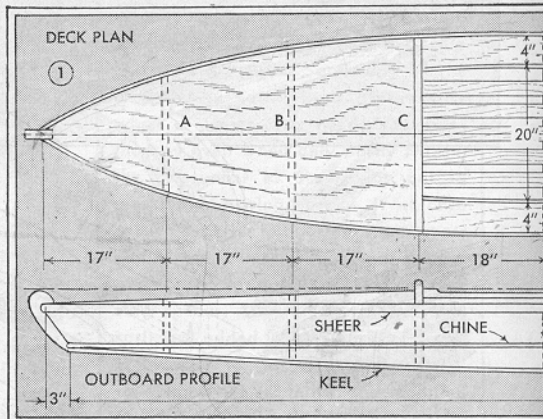 DECK PLAN
1
A B C
4"
20"
4"
17" 17" 17" 18"
SHEER
CHINE
OUTBOARD PROFILE
KEEL
3"